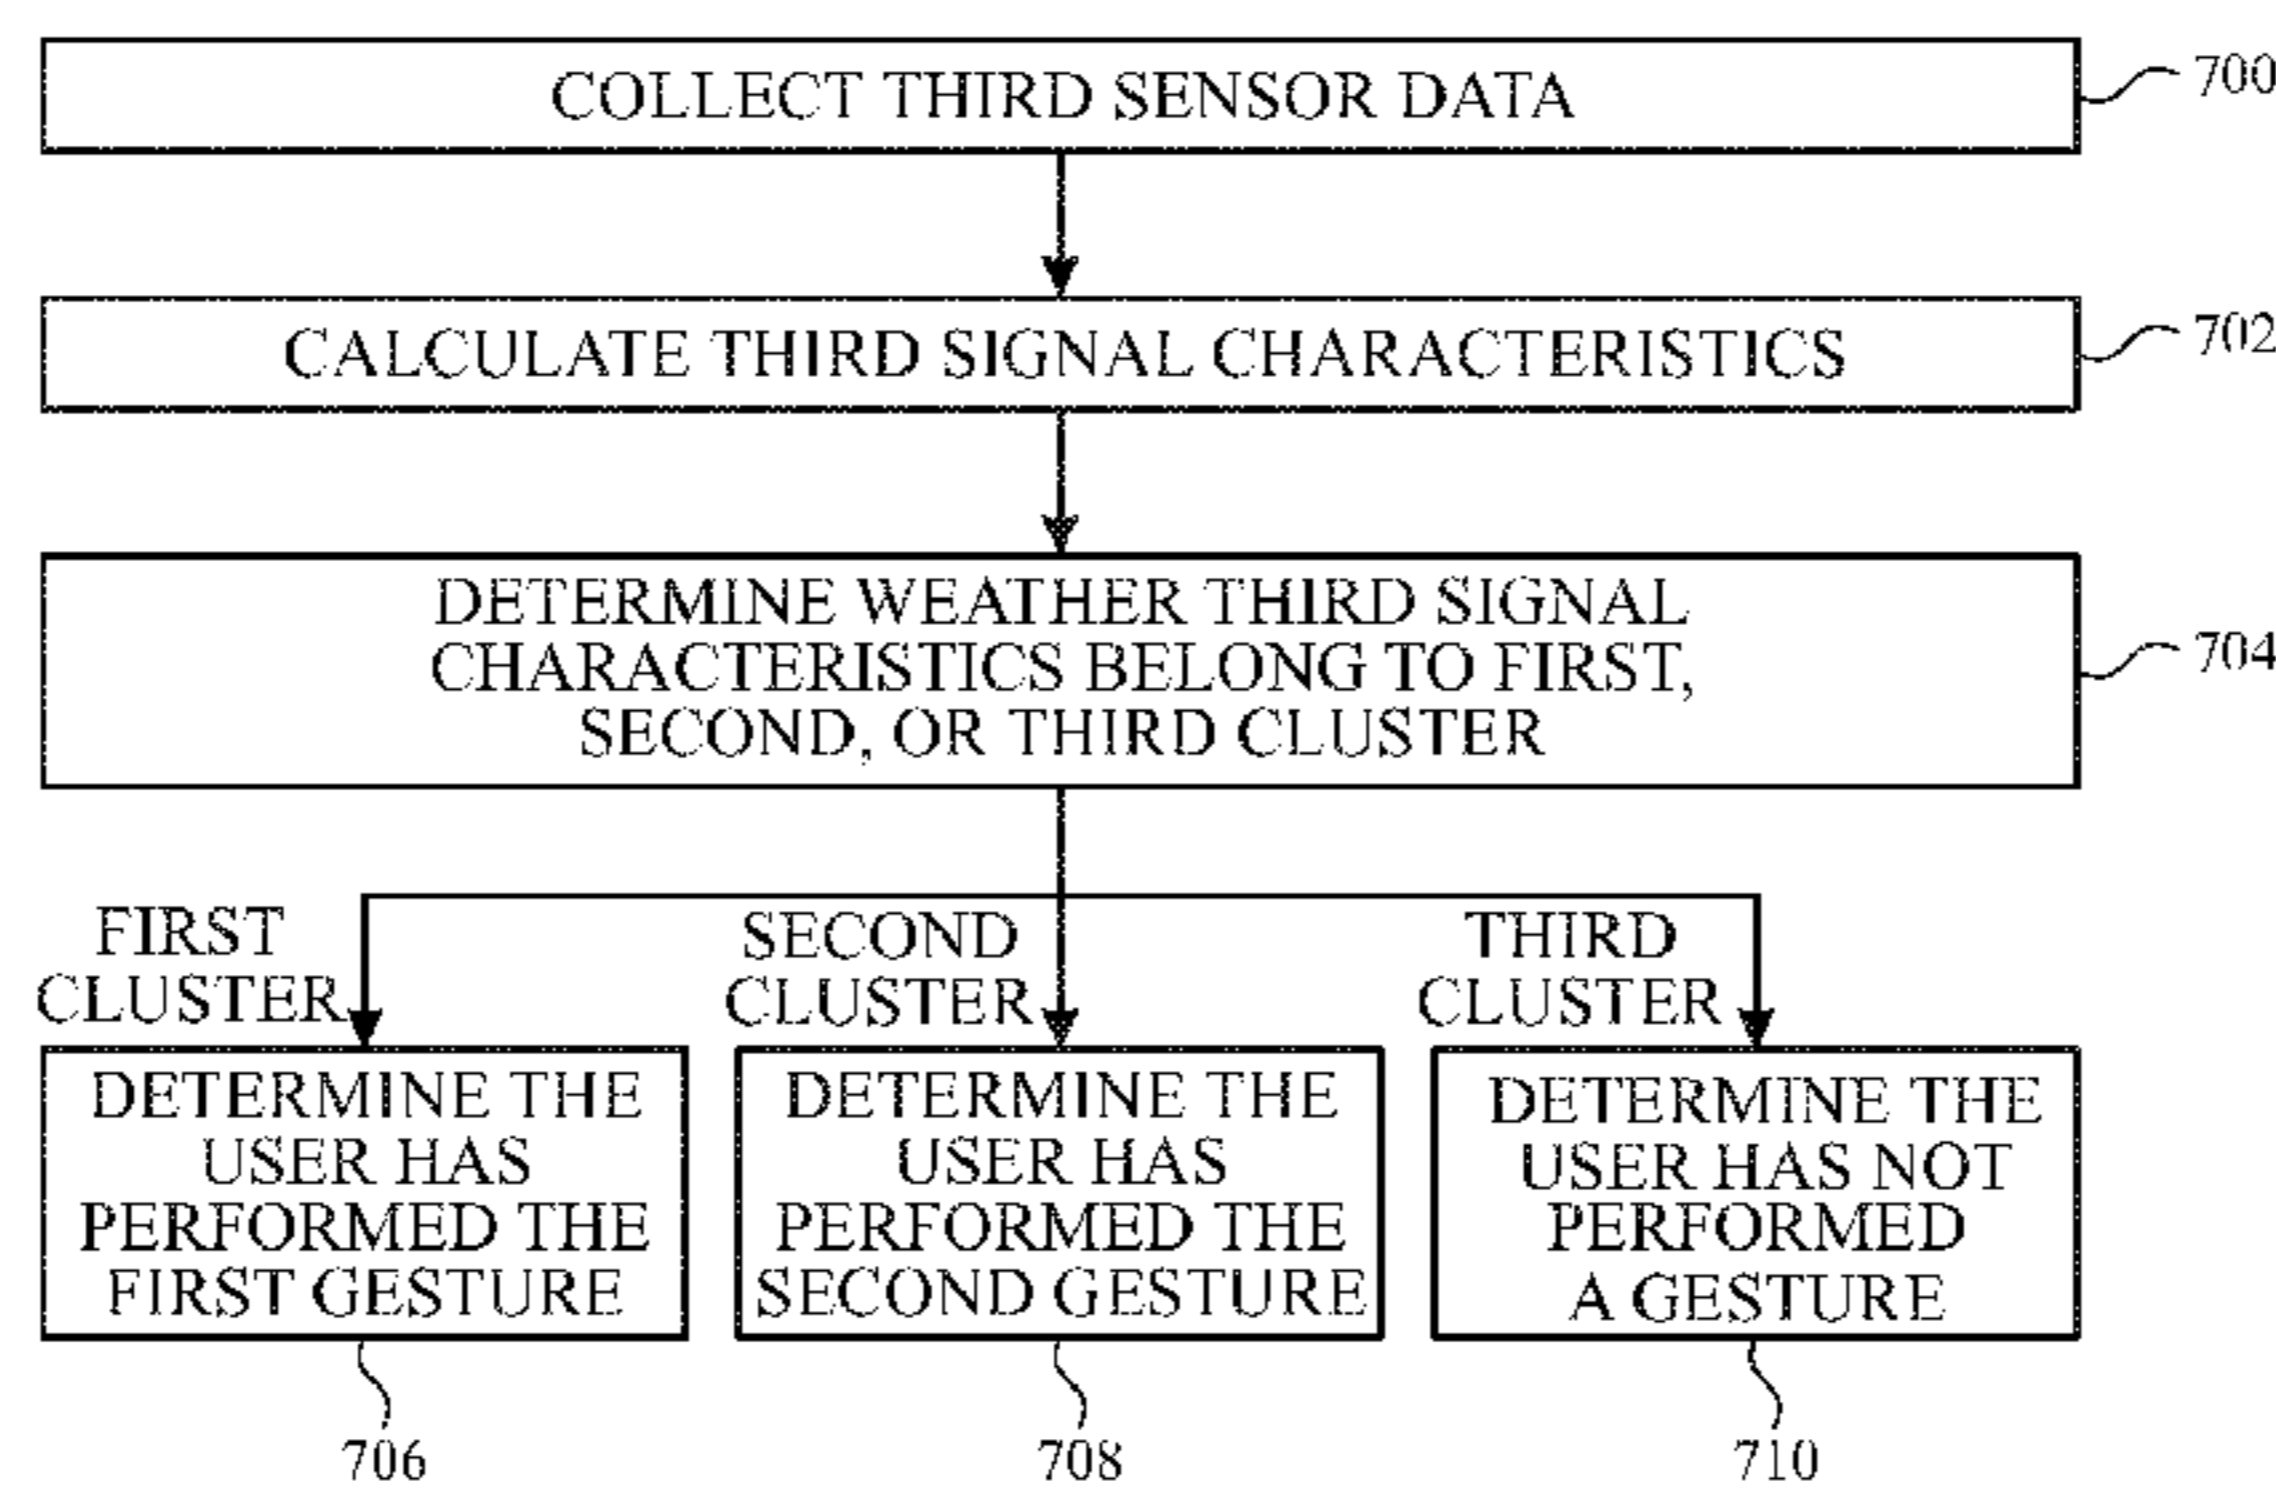 COLLECT THIRD SENSOR DATA
700
CALCULATE THIRD SIGNAL CHARACTERISTICS
702
DETERMINE WEATHER THIRD SIGNAL
CHARACTERISTICS BELONG TO FIRST,
SECOND, OR THIRD CLUSTER
704
FIRST
CLUSTER
SECOND
CLUSTER
THIRD
CLUSTER
DETERMINE THE
USER HAS
PERFORMED THE
FIRST GESTURE
DETERMINE THE
USER HAS
PERFORMED THE
SECOND GESTURE
DETERMINE THE
USER HAS NOT
PERFORMED
A GESTURE
706
708
710